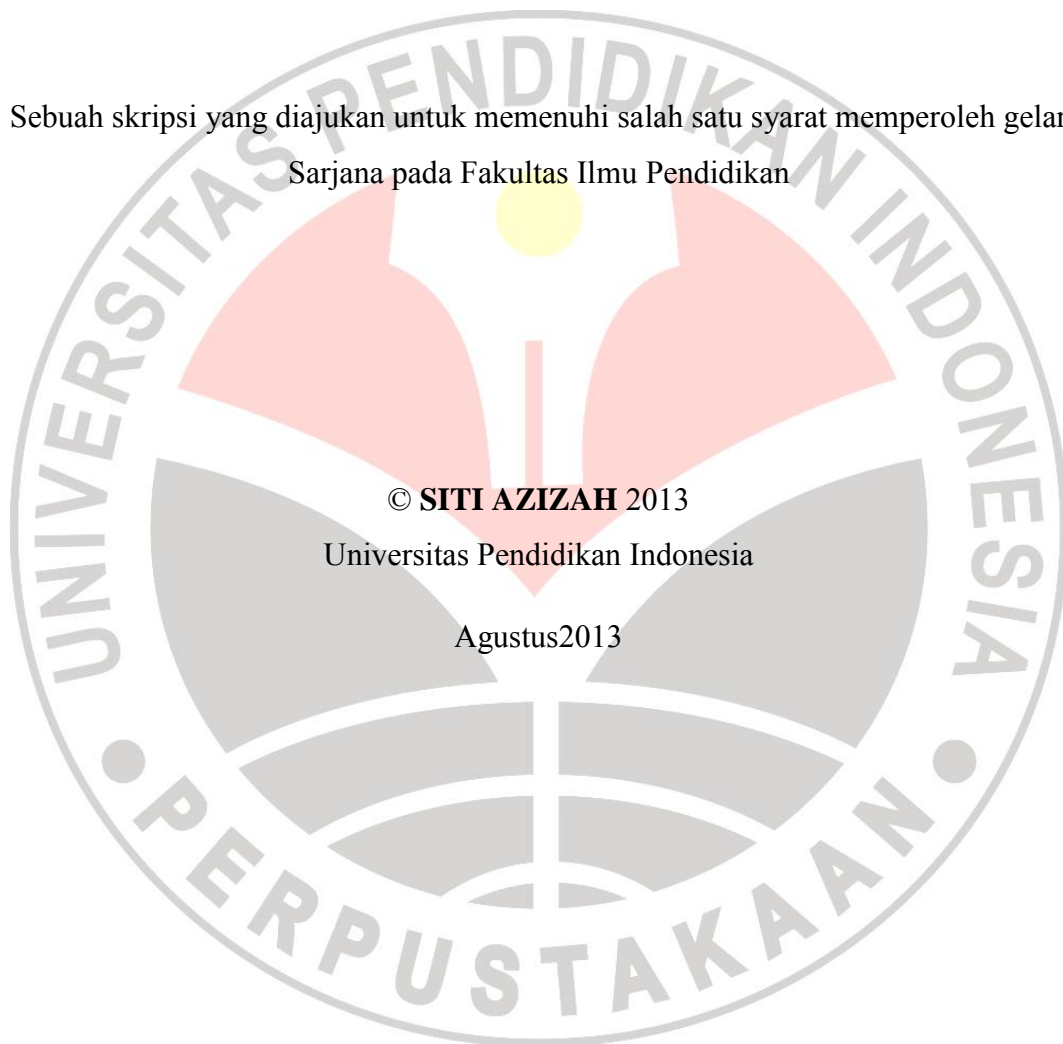 Sebuah skripsi yang diajukan untuk memenuhi salah satu syarat memperoleh gelar
Sarjana pada Fakultas Ilmu Pendidikan
© SITI AZIZAH 2013
Universitas Pendidikan Indonesia
Agustus2013
UNIVERSITAS PENDIDIKAN INDONESIA
PERPUSTAKAAN